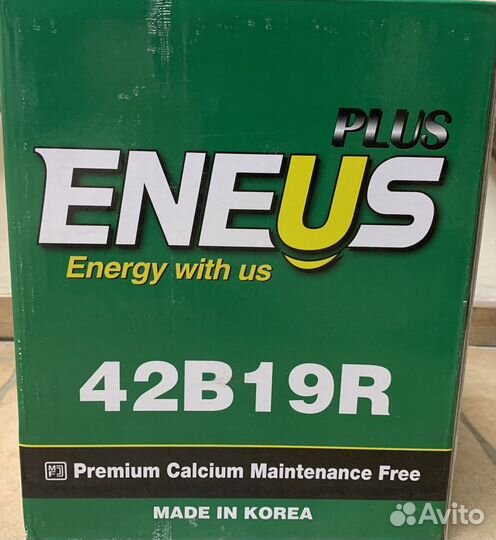 PLUS
ENEUS
Energy with us
42B19R
MF Premium Calcium Maintenance Free
MADE IN KOREA
Avito